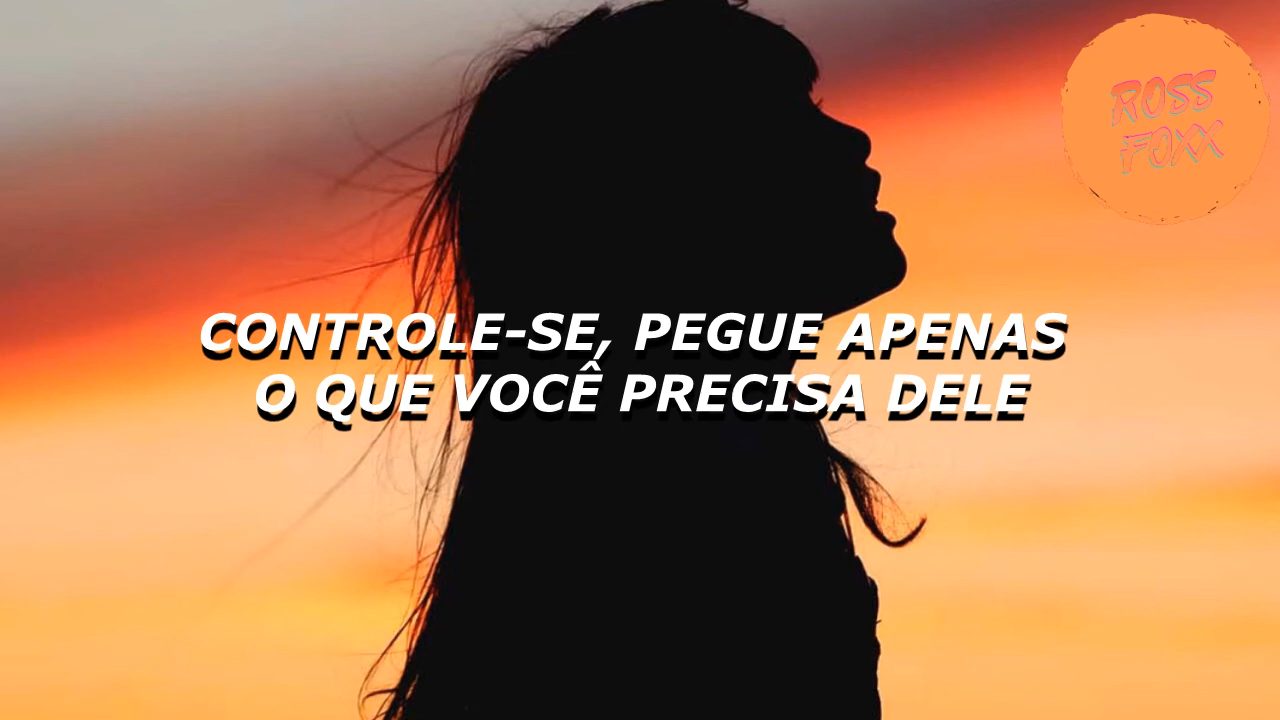 ROSS
FOXX
CONTROLE-SE, PEGUE APENAS
O QUE VOCÊ PRECISA DELE